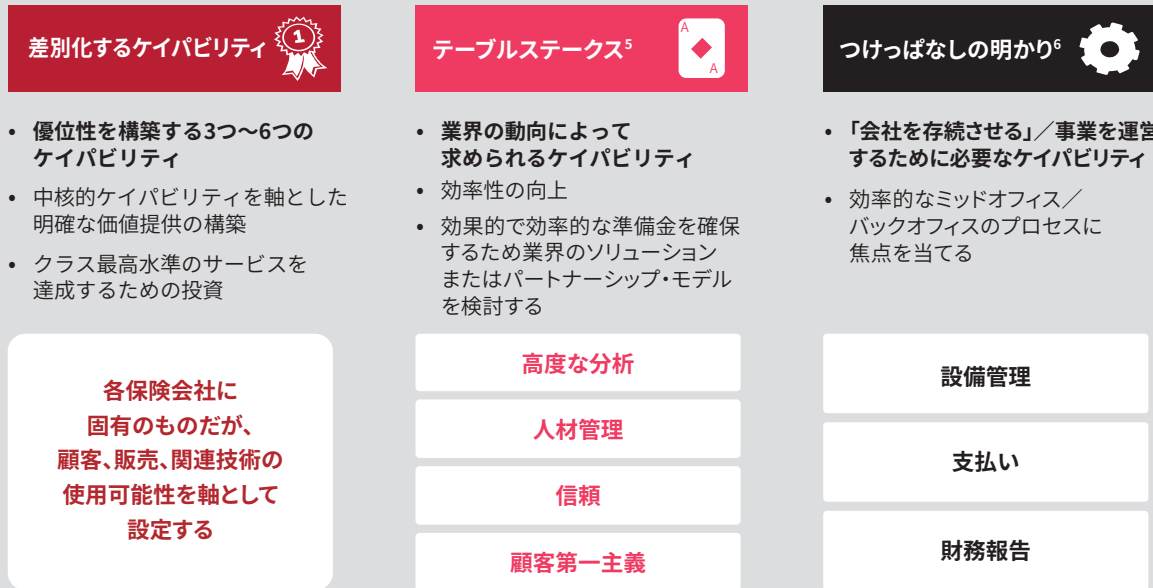 差別化するケイパビリティ
1
• 優位性を構築する3つ~6つの
ケイパビリティ
• 中核的ケイパビリティを軸とした
明確な価値提供の構築
• クラス最高水準のサービスを
達成するための投資
各保険会社に
固有のものだが、
顧客、販売、関連技術の
使用可能性を軸として
設定する
テーブルステークス5
A
A
• 業界の動向によって
求められるケイパビリティ
• 効率性の向上
• 効果的で効率的な準備金を確保
するため業界のソリューション
またはパートナーシップ・モデル
を検討する
高度な分析
人材管理
信頼
顧客第一主義
つけっぱなしの明かり6
• 「会社を存続させる」/事業を運営
するために必要なケイパビリティ
• 効率的なミッドオフィス/
バックオフィスのプロセスに
焦点を当てる
設備管理
支払い
財務報告